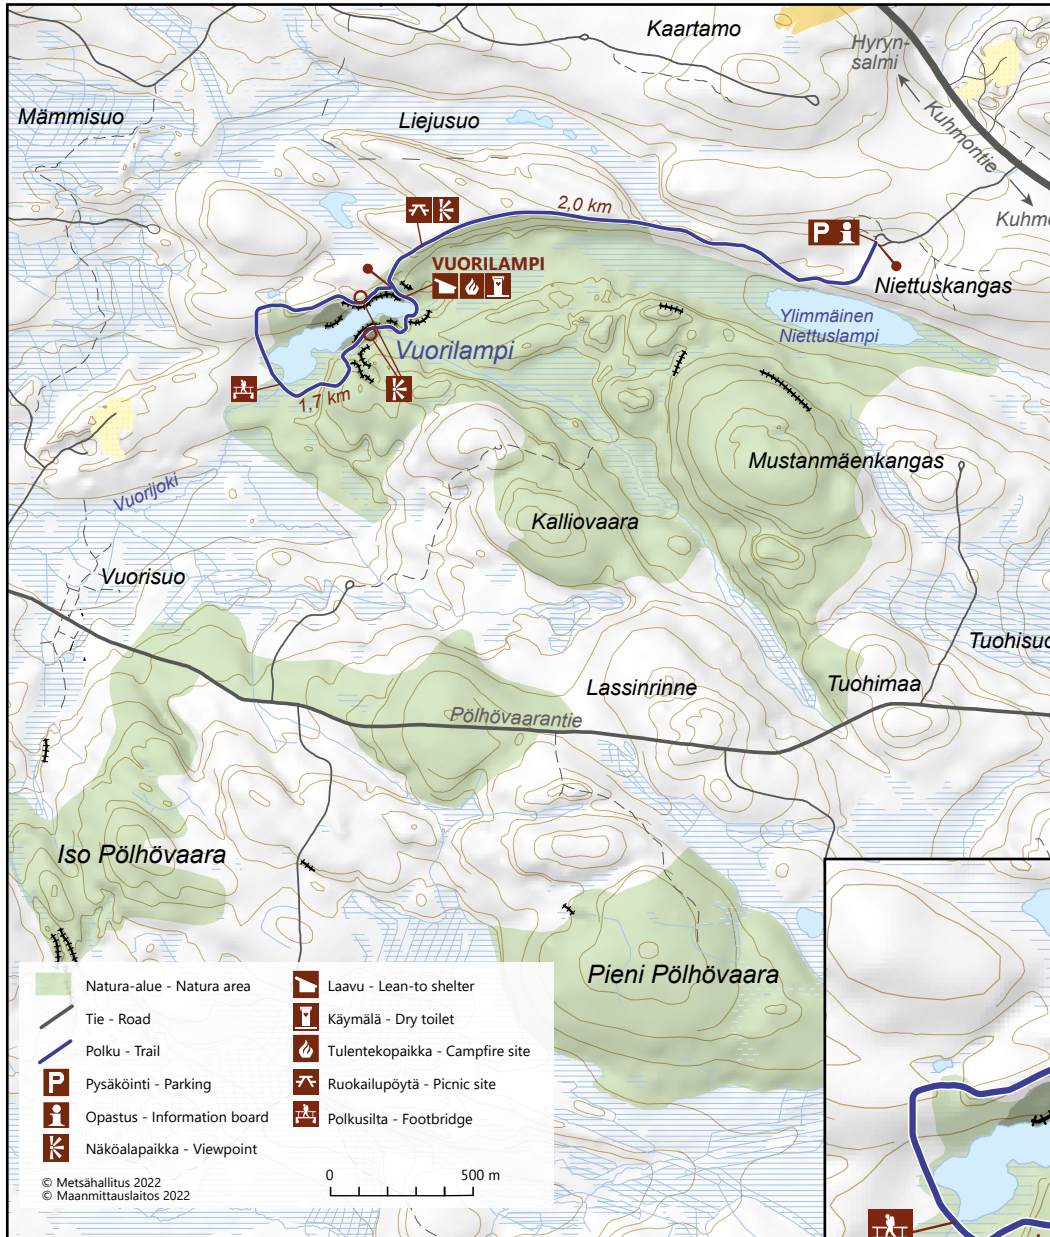 Kaartamo
Hyryn-
salmi
Kuhmontie
Mämmisuo
Liejusuo
2,0 km
VUORILAMPI
Niettuskangas
Ylimmäinen
Niettuslampi
Vuorilampi
1,7 km
Mustanmäenkangas
Vuorijoki
Kalliovaara
Vuorisuo
Lassinrinne
Tuohimaa
Pölhövaarantie
Iso Pölhövaara
Pieni Pölhövaara
Natura-alue - Natura area
Tie - Road
Polku - Trail
P Pysäköinti - Parking
i Opastus - Information board
Näköalapaikka - Viewpoint
Laavu - Lean-to shelter
Käymälä - Dry toilet
Tulentekopaikka - Campfire site
Ruokailupöytä - Picnic site
Polkusilta - Footbridge
© Metsähallitus 2022
© Maanmittauslaitos 2022
0 500 m